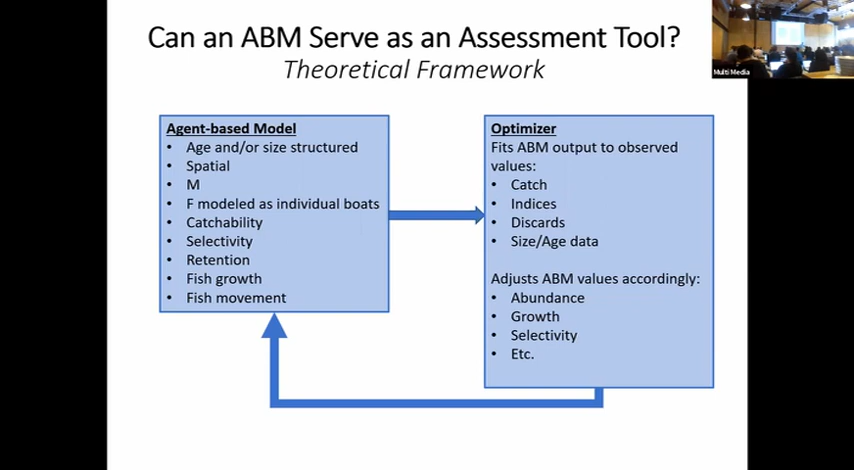 Can an ABM Serve as an Assessment Tool?
Theoretical Framework
Multi Media
Agent-based Model
• Age and/or size structured
• Spatial
• M
• F modeled as individual boats
• Catchability
• Selectivity
• Retention
• Fish growth
• Fish movement
Optimizer
Fits ABM output to observed
values:
• Catch
• Indices
• Discards
• Size/Age data
Adjusts ABM values accordingly:
• Abundance
• Growth
• Selectivity
• Etc.